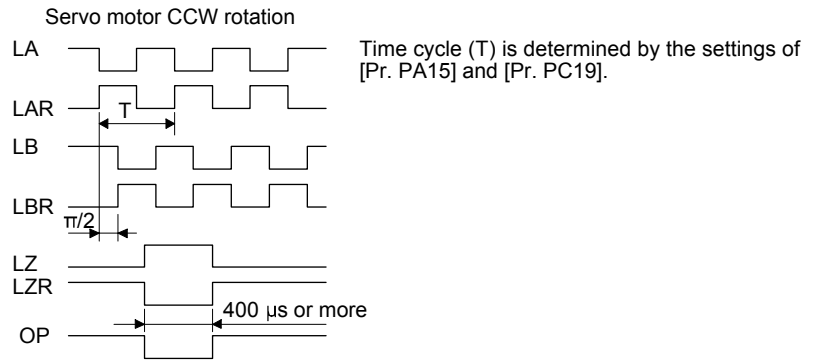 Servo motor CCW rotation
LA
Time cycle (T) is determined by the settings of
[Pr. PA15] and [Pr. PC19].
LAR
T
LB
LBR
π/2
LZ
LZR
400 μs or more
OP